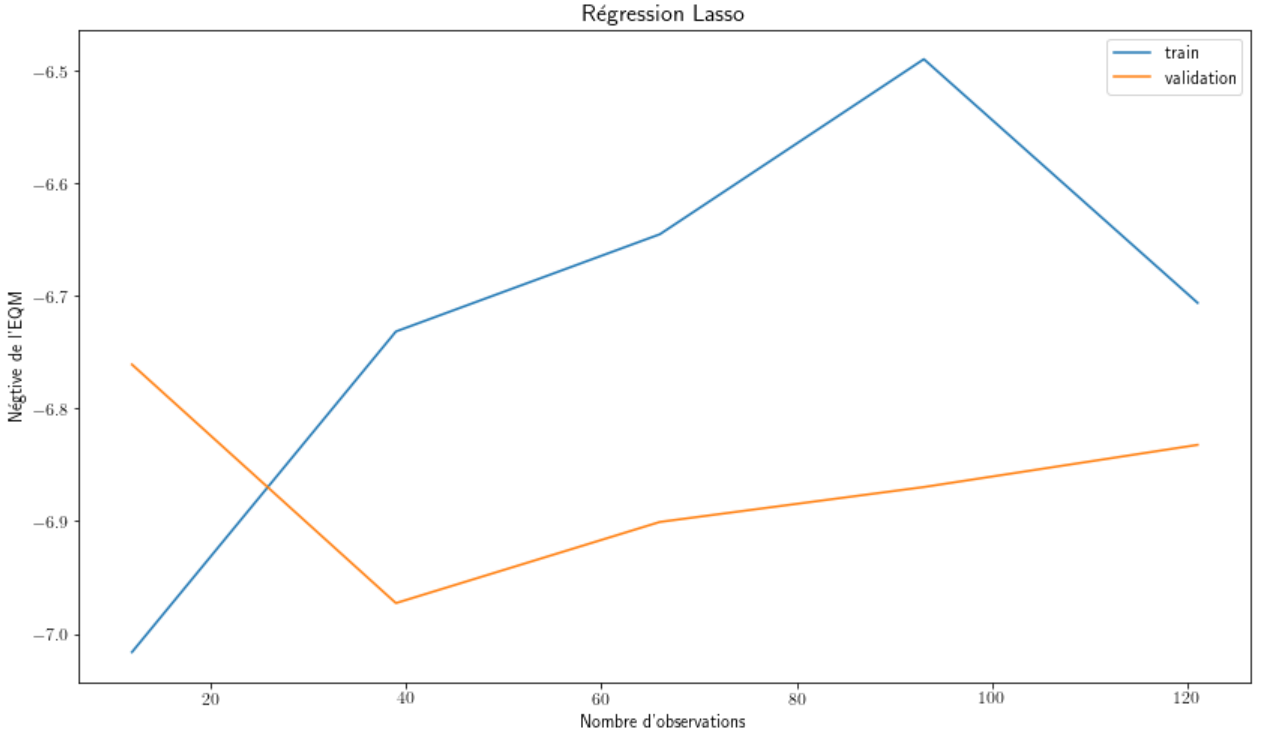 Régression Lasso
train
validation
−6.5
−6.6
−6.7
−6.8
−6.9
−7.0
Négtive de l'EQM
20 40 60 80 100 120
Nombre d'observations